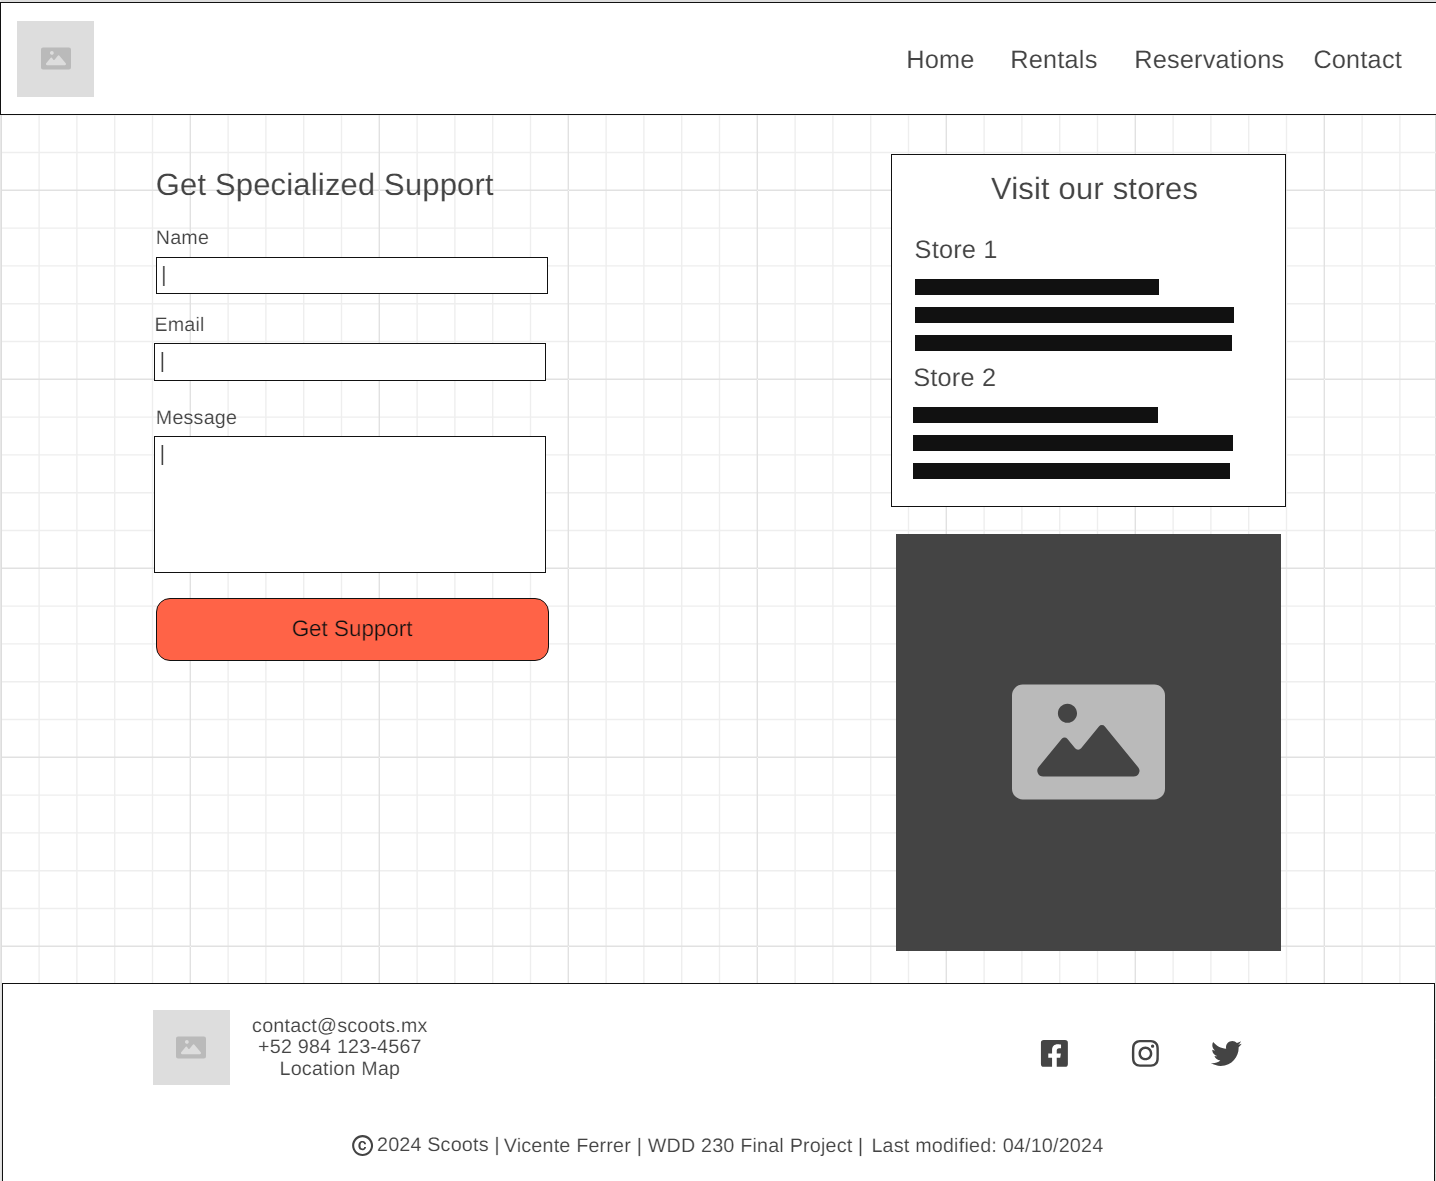 Home Rentals Reservations Contact
Get Specialized Support
Name
Email
Message
Get Support
Visit our stores
Store 1
Store 2
contact@scoots.mx
+52 984 123-4567
Location Map
© 2024 Scoots | Vicente Ferrer | WDD 230 Final Project | Last modified: 04/10/2024